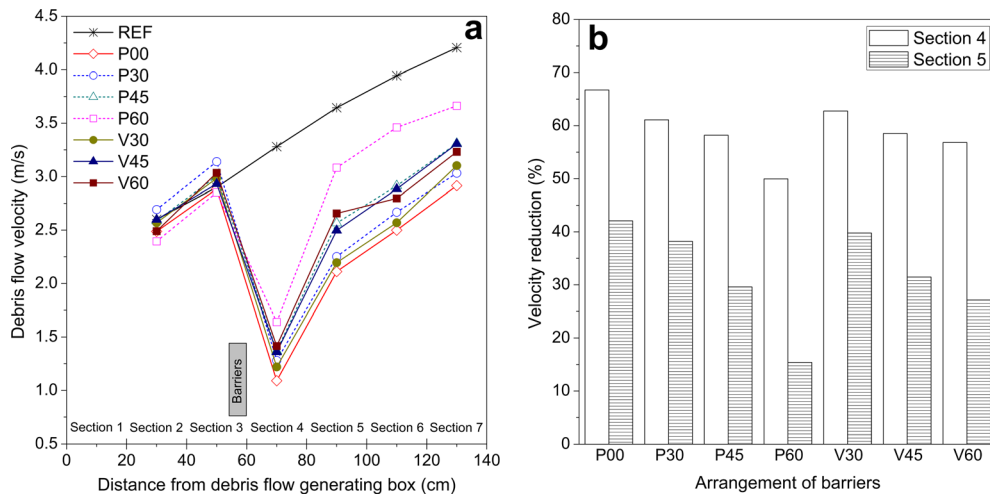 a
REF
P00
P30
P45
P60
V30
V45
V60
Debris flow velocity (m/s)
4.5
4.0
3.5
3.0
2.5
2.0
1.5
1.0
0.5
Barriers
Section 1 Section 2 Section 3 Section 4 Section 5 Section 6 Section 7
0 20 40 60 80 100 120 140
Distance from debris flow generating box (cm)
b
Section 4
Section 5
Velocity reduction (%)
80
70
60
50
40
30
20
10
0
P00 P30 P45 P60 V30 V45 V60
Arrangement of barriers